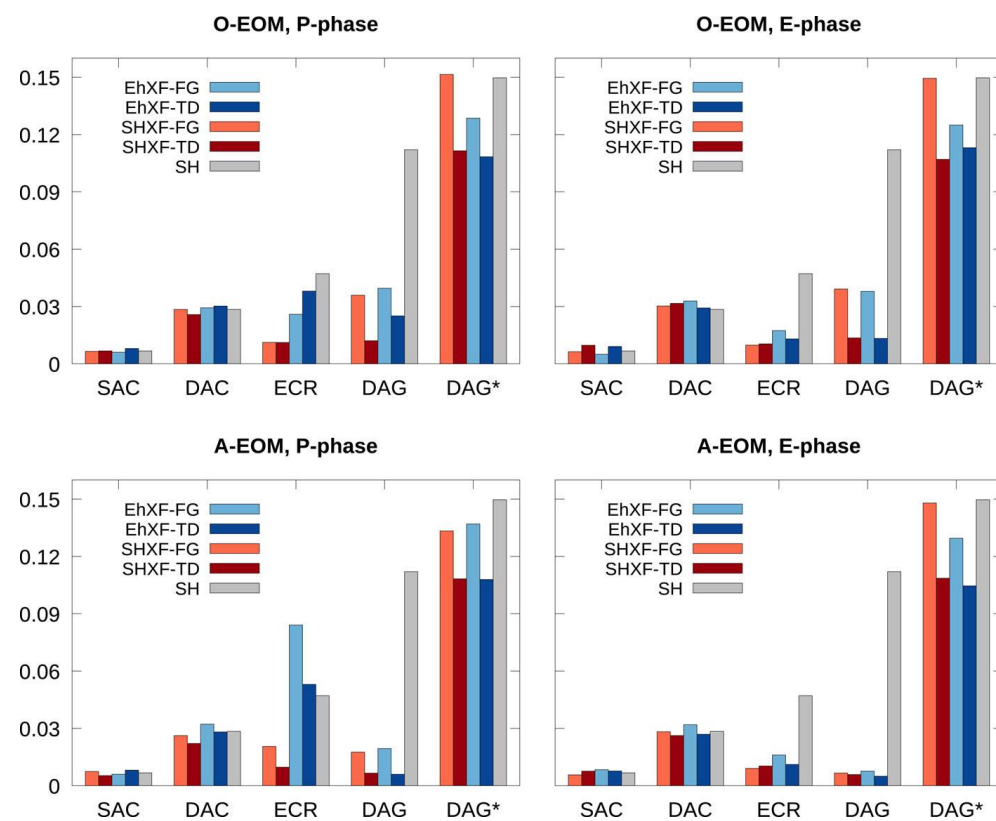 O-EOM, P-phase
0.15
0.12
0.09
0.06
0.03
0
EhXF-FG
EhXF-TD
SHXF-FG
SHXF-TD
SH
SAC DAC ECR DAG DAG*
O-EOM, E-phase
EhXF-FG
EhXF-TD
SHXF-FG
SHXF-TD
SH
SAC DAC ECR DAG DAG*
A-EOM, P-phase
0.15
0.12
0.09
0.06
0.03
0
EhXF-FG
EhXF-TD
SHXF-FG
SHXF-TD
SH
SAC DAC ECR DAG DAG*
A-EOM, E-phase
EhXF-FG
EhXF-TD
SHXF-FG
SHXF-TD
SH
SAC DAC ECR DAG DAG*